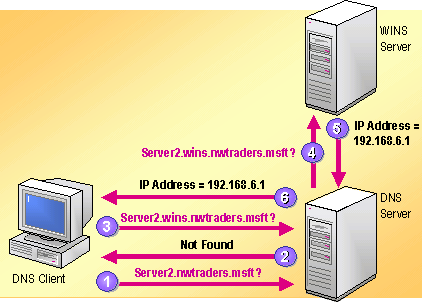 WINS
Server
5
IP Address =
192.168.6.1
Server2.wins.nwtraders.msft?
4
IP Address = 192.168.6.1
6
DNS
Server
3
Server2.wins.nwtraders.msft?
Not Found
2
DNS Client
1
Server2.nwtraders.msft?